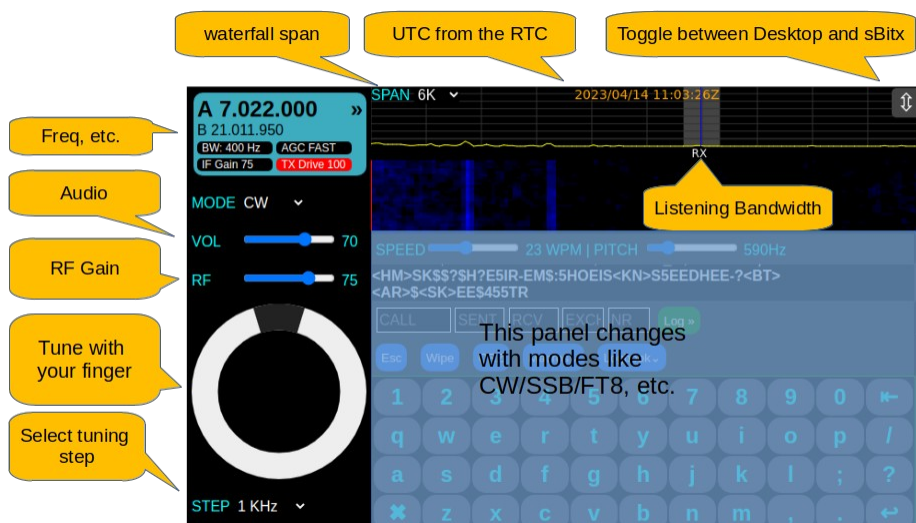 waterfall span
UTC from the RTC
Toggle between Desktop and sBitx
Freq, etc.
Audio
RF Gain
Tune with
your finger
Select tuning
step
A 7.022.000 »
B 21.011.950
BW: 400 Hz AGC FAST
IF Gain 75 TX Drive 100
MODE CW
VOL 70
RF 75
STEP 1 KHz
SPAN 6K 2023/04/14 11:03:26Z
RX
Listening Bandwidth
SPEED 23 WPM | PITCH 590Hz
<HM>SK$$?$H?E5IR-EM$:5HOEIS<KN>S5EEDHEE-?<BT>
<AR>$<SK>EE$455TR
CALL SENT RCV EXCH NR Log »
This panel changes
with modes like
CW/SSB/FT8, etc.
Esc Wipe
1 2 3 4 5 6 7 8 9 0 ⇤
q w e r t y u i o p /
a s d f g h j k l ; ?
✖ z x c v b n m , . ↩